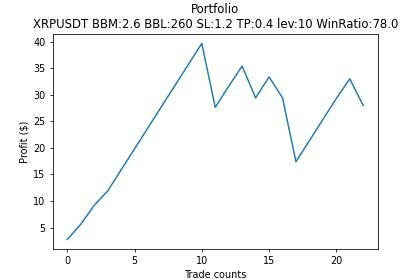 Portfolio
XRPUSDT BBM:2.6 BBL:260 SL:1.2 TP:0.4 lev:10 WinRatio:78.0
40
35
30
25
20
15
10
5
Profit ($)
0 5 10 15 20
Trade counts